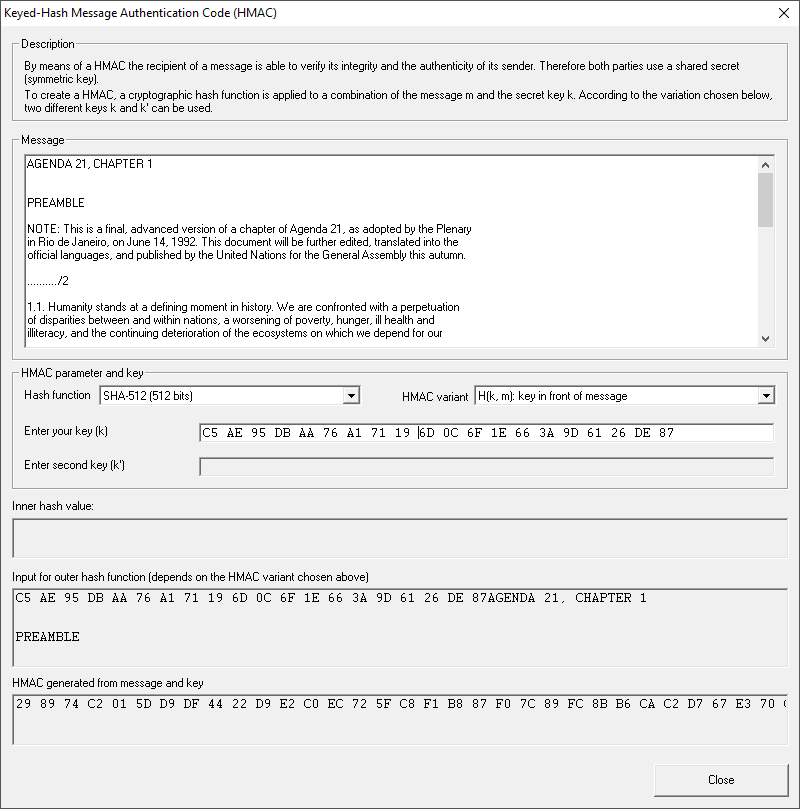 Keyed-Hash Message Authentication Code (HMAC)
Description
By means of a HMAC the recipient of a message is able to verify its integrity and the authenticity of its sender. Therefore both parties use a shared secret
(symmetric key).
To create a HMAC, a cryptographic hash function is applied to a combination of the message m and the secret key k. According to the variation chosen below,
two different keys k and k' can be used.
Message
AGENDA 21, CHAPTER 1
PREAMBLE
NOTE: This is a final, advanced version of a chapter of Agenda 21, as adopted by the Plenary
in Rio de Janeiro, on June 14, 1992. This document will be further edited, translated into the
official languages, and published by the United Nations for the General Assembly this autumn.
........../2
1.1. Humanity stands at a defining moment in history. We are confronted with a perpetuation
of disparities between and within nations, a worsening of poverty, hunger, ill health and
illiteracy, and the continuing deterioration of the ecosystems on which we depend for our
HMAC parameter and key
Hash function SHA-512 (512 bits) HMAC variant H(k, m): key in front of message
Enter your key (k) C5 AE 95 DB AA 76 A1 71 19 6D 0C 6F 1E 66 3A 9D 61 26 DE 87
Enter second key (k')
Inner hash value:
Input for outer hash function (depends on the HMAC variant chosen above)
C5 AE 95 DB AA 76 A1 71 19 6D 0C 6F 1E 66 3A 9D 61 26 DE 87AGENDA 21, CHAPTER 1
PREAMBLE
HMAC generated from message and key
29 89 74 C2 01 5D D9 DF 44 22 D9 E2 C0 EC 72 5F C8 F1 B8 87 F0 7C 89 FC 8B B6 CA C2 D7 67 E3 70
Close